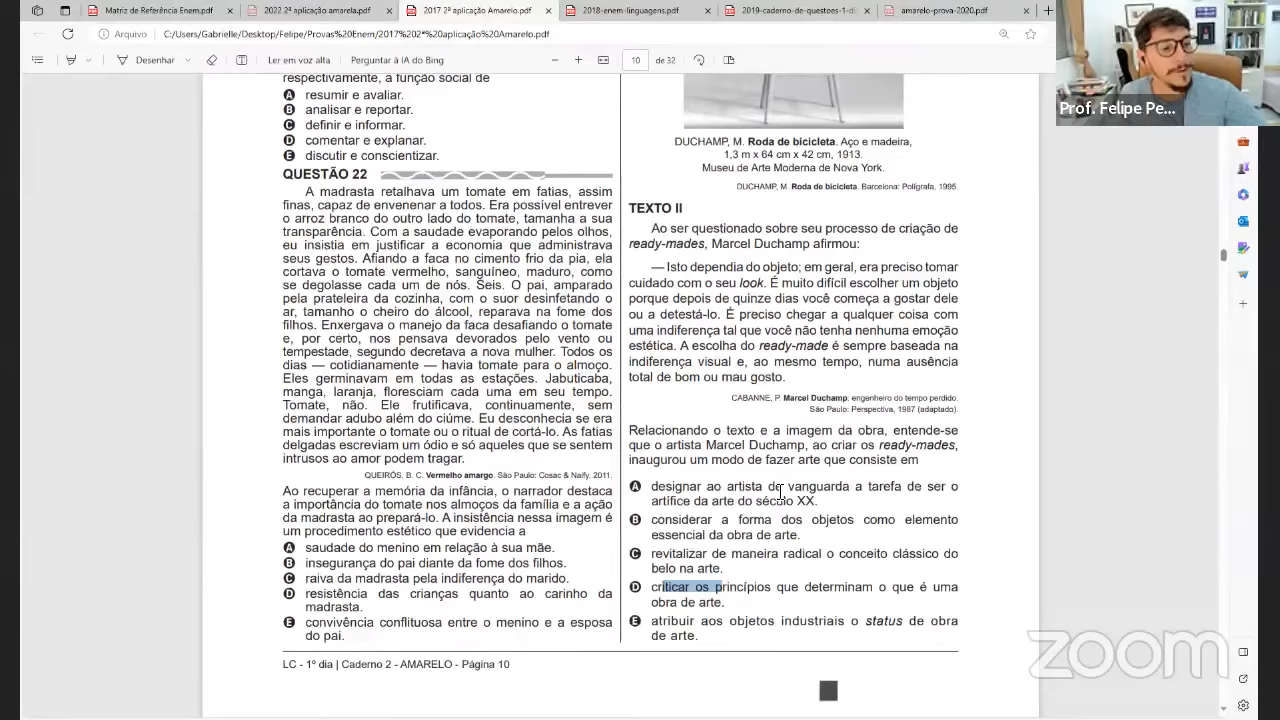 Matriz de Referência Enem.pdf
2022 2ª aplicação amarela.pdf
2017 2ª aplicação Amarelo.pdf
2018-enem-linguagens.pdf
2019-caderno-de-questoes-1-di
amarelo-prova-2020.pdf
Arquivo
C:/Users/Gabrielle/Desktop/Felipe/Provas%20Enem/2017%202ª%20aplicação%20Amarelo.pdf
Desenhar
Ler em voz alta
Perguntar à IA do Bing
10
de 32
Prof. Felipe Pe...
respectivamente, a função social de
A resumir e avaliar.
B analisar e reportar.
C definir e informar.
D comentar e explanar.
E discutir e conscientizar.
QUESTÃO 22
A madrasta retalhava um tomate em fatias, assim
finas, capaz de envenenar a todos. Era possível entrever
o arroz branco do outro lado do tomate, tamanha a sua
transparência. Com a saudade evaporando pelos olhos,
eu insistia em justificar a economia que administrava
seus gestos. Afiando a faca no cimento frio da pia, ela
cortava o tomate vermelho, sanguíneo, maduro, como
se degolasse cada um de nós. Seis. O pai, amparado
pela prateleira da cozinha, com o suor desinfetando o
ar, tamanho o cheiro do álcool, reparava na fome dos
filhos. Enxergava o manejo da faca desafiando o tomate
e, por certo, nos pensava devorados pelo vento ou
tempestade, segundo decretava a nova mulher. Todos os
dias — cotidianamente — havia tomate para o almoço.
Eles germinavam em todas as estações. Jabuticaba,
manga, laranja, floresciam cada uma em seu tempo.
Tomate, não. Ele frutificava, continuamente, sem
demandar adubo além do ciúme. Eu desconhecia se era
mais importante o tomate ou o ritual de cortá-lo. As fatias
delgadas escreviam um ódio e só aqueles que se sentem
intrusos ao amor podem tragar.
QUEIRÓS, B. C. Vermelho amargo. São Paulo: Cosac & Naify, 2011.
Ao recuperar a memória da infância, o narrador destaca
a importância do tomate nos almoços da família e a ação
da madrasta ao prepará-lo. A insistência nessa imagem é
um procedimento estético que evidencia a
A saudade do menino em relação à sua mãe.
B insegurança do pai diante da fome dos filhos.
C raiva da madrasta pela indiferença do marido.
D resistência das crianças quanto ao carinho da
madrasta.
E convivência conflituosa entre o menino e a esposa
do pai.
LC - 1º dia | Caderno 2 - AMARELO - Página 10
DUCHAMP, M. Roda de bicicleta. Aço e madeira,
1,3 m x 64 cm x 42 cm, 1913.
Museu de Arte Moderna de Nova York.
DUCHAMP, M. Roda de bicicleta. Barcelona: Polígrafa, 1995.
TEXTO II
Ao ser questionado sobre seu processo de criação de
ready-mades, Marcel Duchamp afirmou:
— Isto dependia do objeto; em geral, era preciso tomar
cuidado com o seu look. É muito difícil escolher um objeto
porque depois de quinze dias você começa a gostar dele
ou a detestá-lo. É preciso chegar a qualquer coisa com
uma indiferença tal que você não tenha nenhuma emoção
estética. A escolha do ready-made é sempre baseada na
indiferença visual e, ao mesmo tempo, numa ausência
total de bom ou mau gosto.
CABANNE, P. Marcel Duchamp: engenheiro do tempo perdido.
São Paulo: Perspectiva, 1987 (adaptado).
Relacionando o texto e a imagem da obra, entende-se
que o artista Marcel Duchamp, ao criar os ready-mades,
inaugurou um modo de fazer arte que consiste em
A designar ao artista de vanguarda a tarefa de ser o
artífice da arte do século XX.
B considerar a forma dos objetos como elemento
essencial da obra de arte.
C revitalizar de maneira radical o conceito clássico do
belo na arte.
D criticar os princípios que determinam o que é uma
obra de arte.
E atribuir aos objetos industriais o status de obra
de arte.
zoom